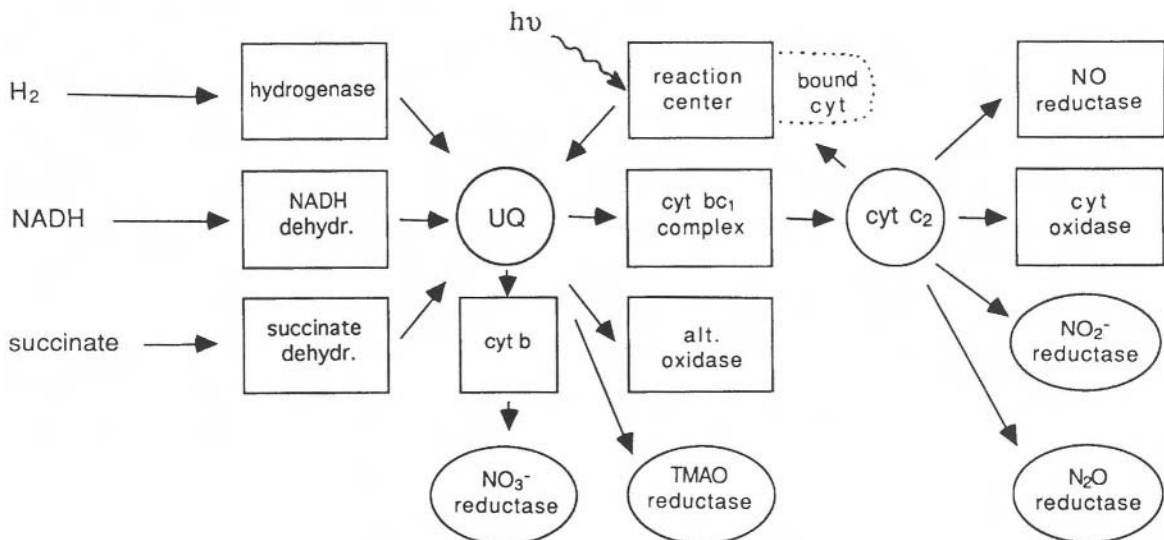 hν
H₂
hydrogenase
reaction
center
bound
cyt
NO
reductase
NADH
NADH
dehydr.
UQ
cyt bc₁
complex
cyt c₂
cyt
oxidase
succinate
succinate
dehydr.
cyt b
alt.
oxidase
NO₂⁻
reductase
NO₃⁻
reductase
TMAO
reductase
N₂O
reductase